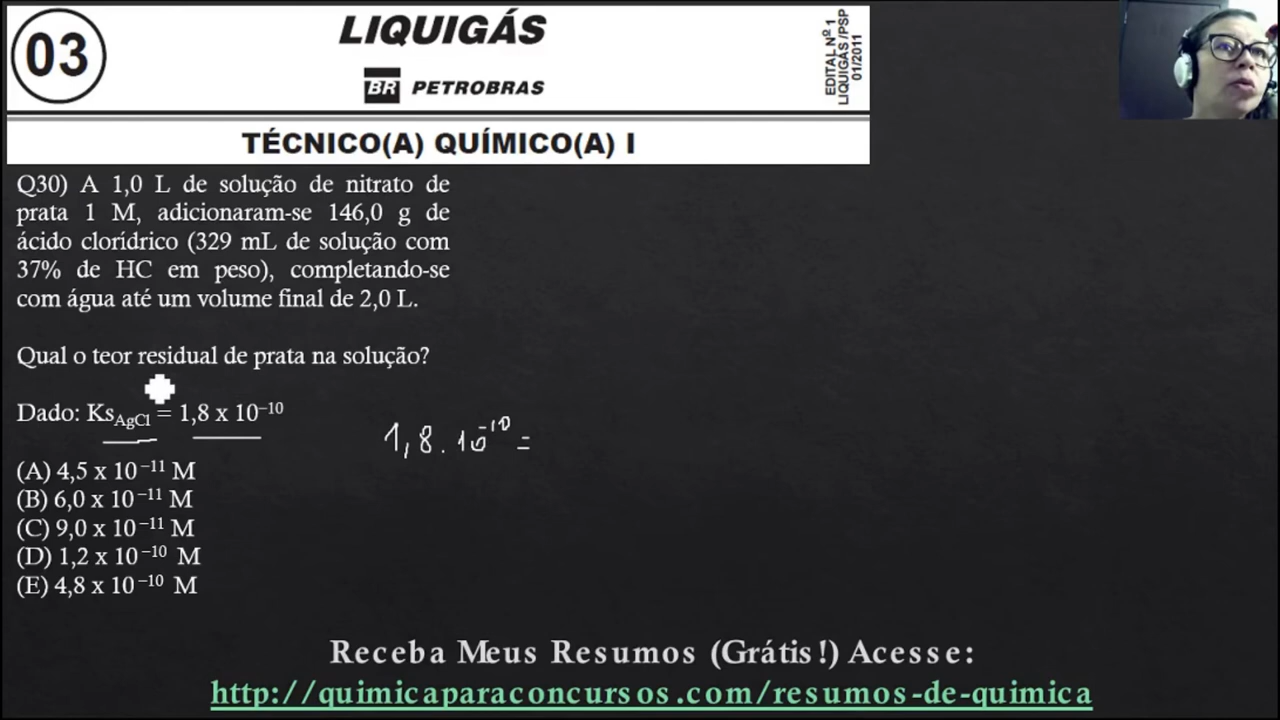 03
LIQUIGÁS
BR PETROBRAS
EDITAL Nº 1
LIQUIGÁS/PSP
01/2011
TÉCNICO(A) QUÍMICO(A) I
Q30) A 1,0 L de solução de nitrato de
prata 1 M, adicionaram-se 146,0 g de
ácido clorídrico (329 mL de solução com
37% de HC em peso), completando-se
com água até um volume final de 2,0 L.
Qual o teor residual de prata na solução?
Dado: KsAgCl = 1,8 x 10⁻¹⁰
1,8 . 10⁻¹⁰ =
(A) 4,5 x 10⁻¹¹ M
(B) 6,0 x 10⁻¹¹ M
(C) 9,0 x 10⁻¹¹ M
(D) 1,2 x 10⁻¹⁰ M
(E) 4,8 x 10⁻¹⁰ M
Receba Meus Resumos (Grátis!) Acesse:
http://quimicaparaconcursos.com/resumos-de-quimica